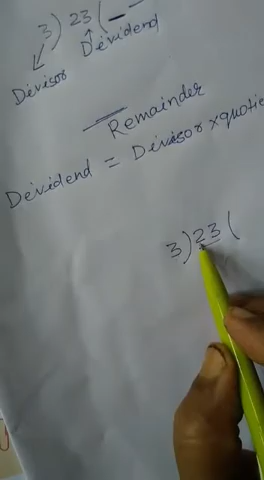 3) 23 (
Dividend
Divisor
Remainder
Dividend = Divisor × quotie
3) 23 (